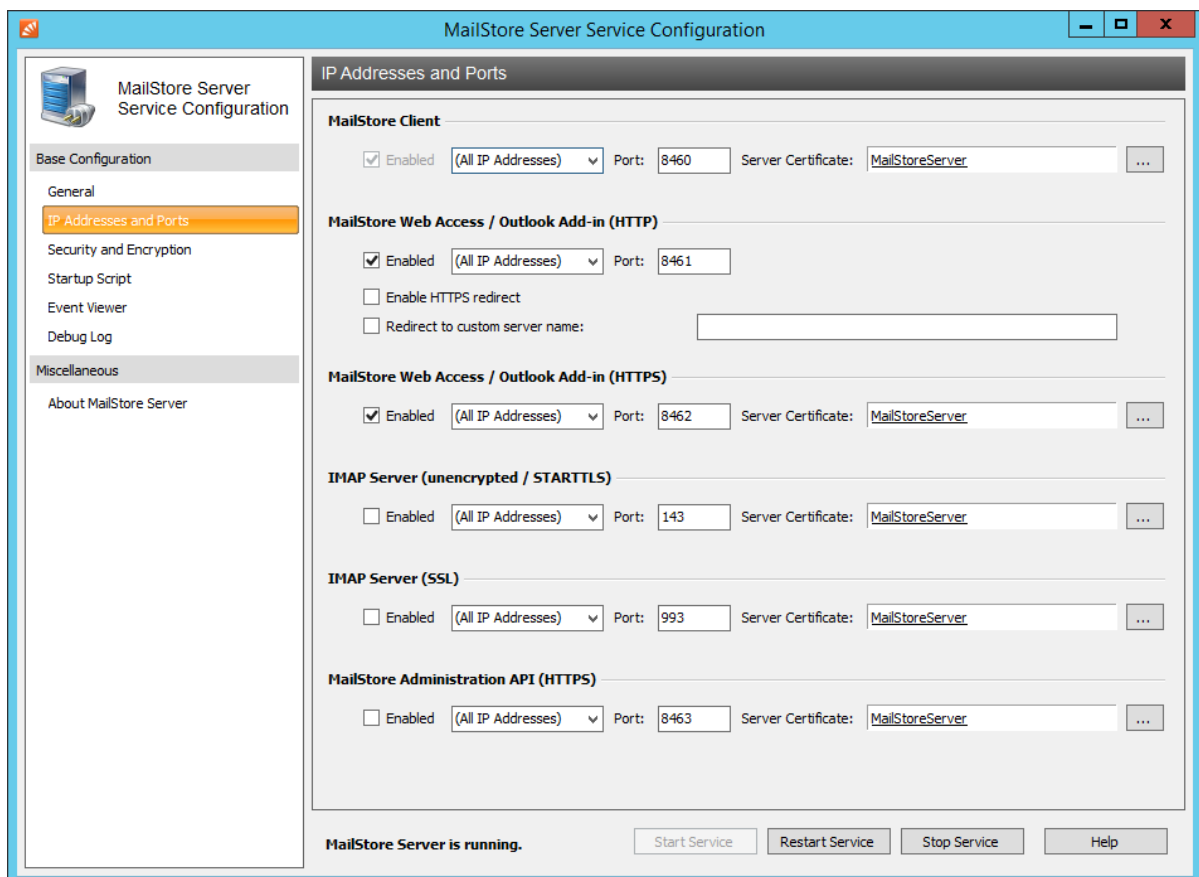 MailStore Server Service Configuration
MailStore Server
Service Configuration
Base Configuration
General
IP Addresses and Ports
Security and Encryption
Startup Script
Event Viewer
Debug Log
Miscellaneous
About MailStore Server
IP Addresses and Ports
MailStore Client
Enabled (All IP Addresses) Port: 8460 Server Certificate: MailStoreServer ...
MailStore Web Access / Outlook Add-in (HTTP)
Enabled (All IP Addresses) Port: 8461
Enable HTTPS redirect
Redirect to custom server name:
MailStore Web Access / Outlook Add-in (HTTPS)
Enabled (All IP Addresses) Port: 8462 Server Certificate: MailStoreServer ...
IMAP Server (unencrypted / STARTTLS)
Enabled (All IP Addresses) Port: 143 Server Certificate: MailStoreServer ...
IMAP Server (SSL)
Enabled (All IP Addresses) Port: 993 Server Certificate: MailStoreServer ...
MailStore Administration API (HTTPS)
Enabled (All IP Addresses) Port: 8463 Server Certificate: MailStoreServer ...
MailStore Server is running. Start Service Restart Service Stop Service Help